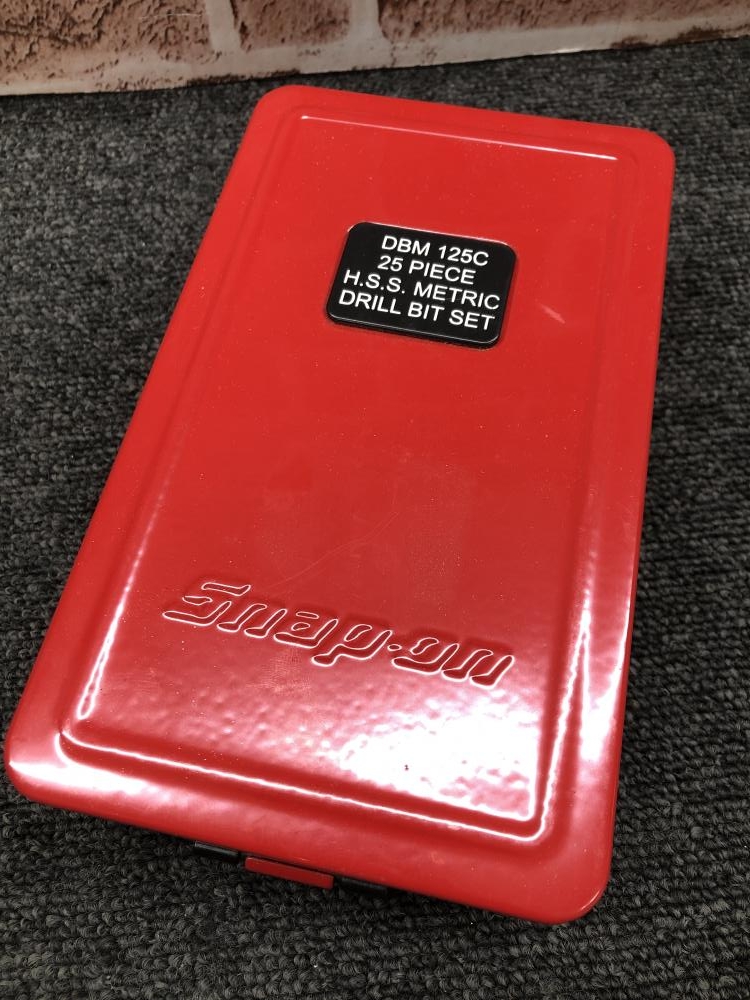 DBM 125C
25 PIECE
H.S.S. METRIC
DRILL BIT SET
Snap-on